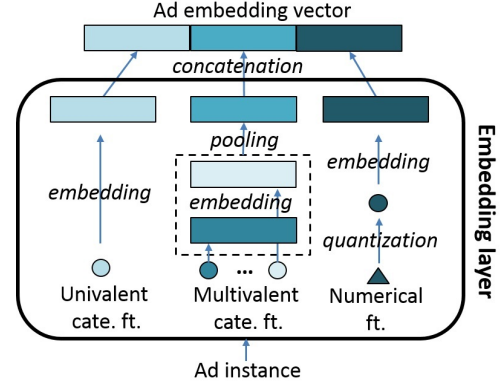 Ad embedding vector
concatenation
pooling
embedding
embedding
embedding
quantization
...
Univalent
cate. ft.
Multivalent
cate. ft.
Numerical
ft.
Embedding layer
Ad instance